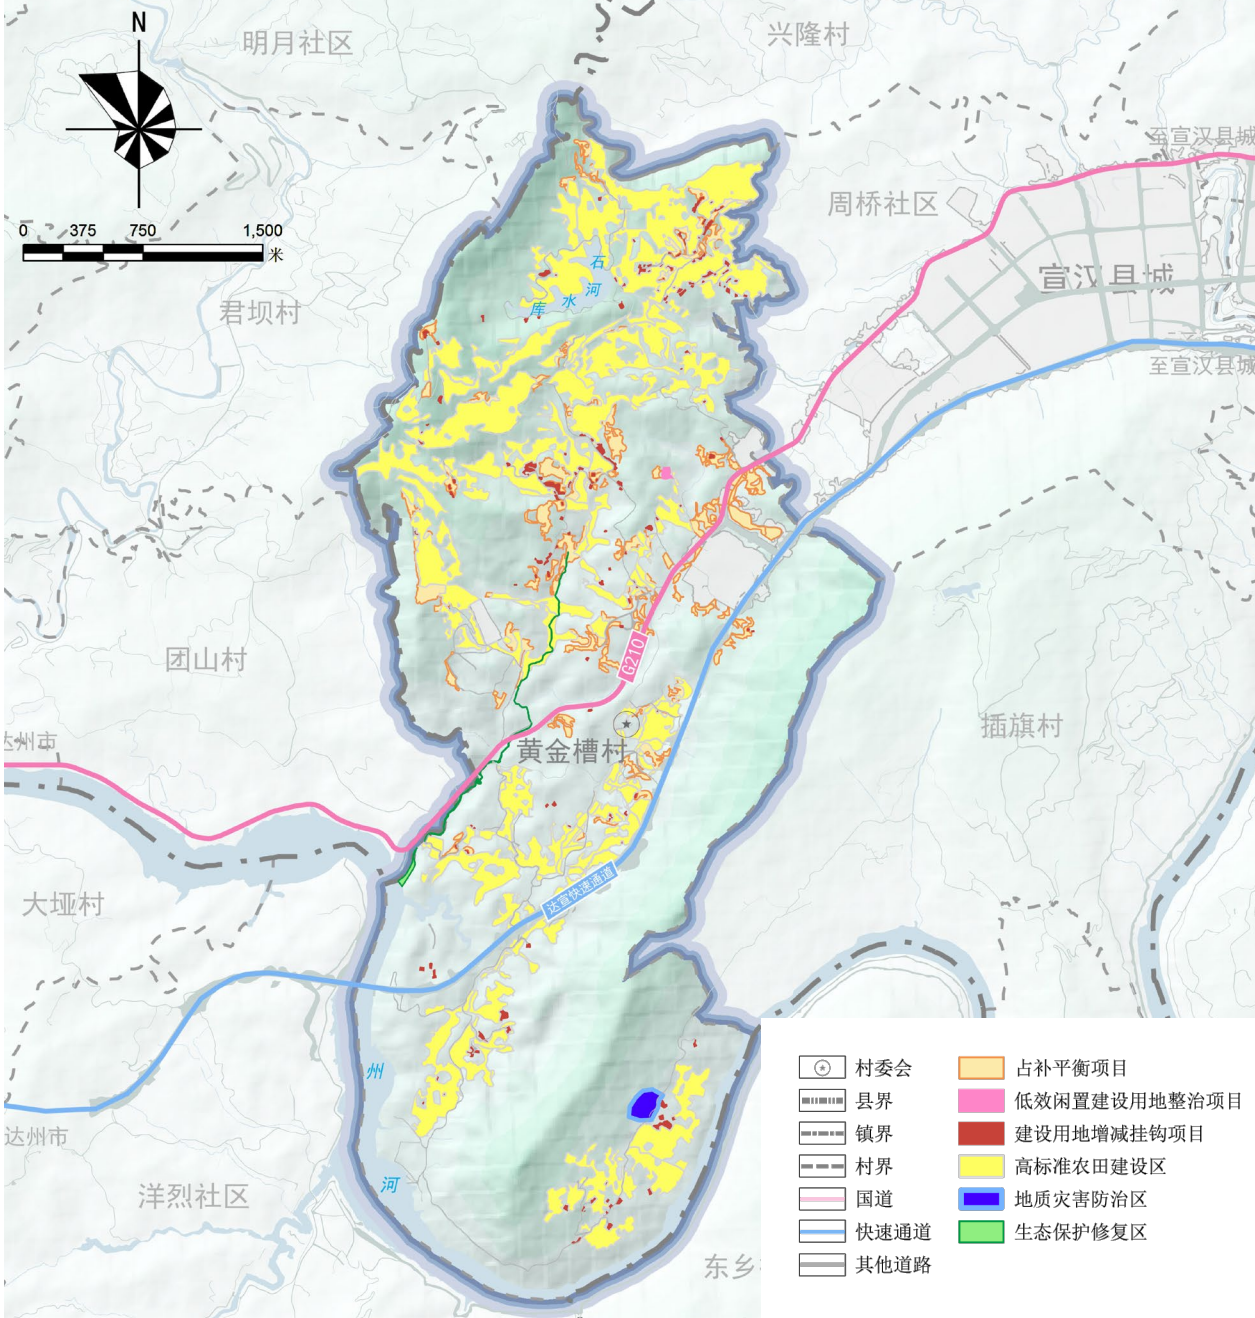 N
明月社区
兴隆村
至宣汉县城
周桥社区
0 375 750 1,500
米
石
河
水
库
宣汉县城
君坝村
至宣汉县城
G210
团山村
插旗村
达州市
黄金槽村
达宣快速通道
大垭村
州
河
达州市
洋烈社区
东乡
村委会
县界
镇界
村界
国道
快速通道
其他道路
占补平衡项目
低效闲置建设用地整治项目
建设用地增减挂钩项目
高标准农田建设区
地质灾害防治区
生态保护修复区